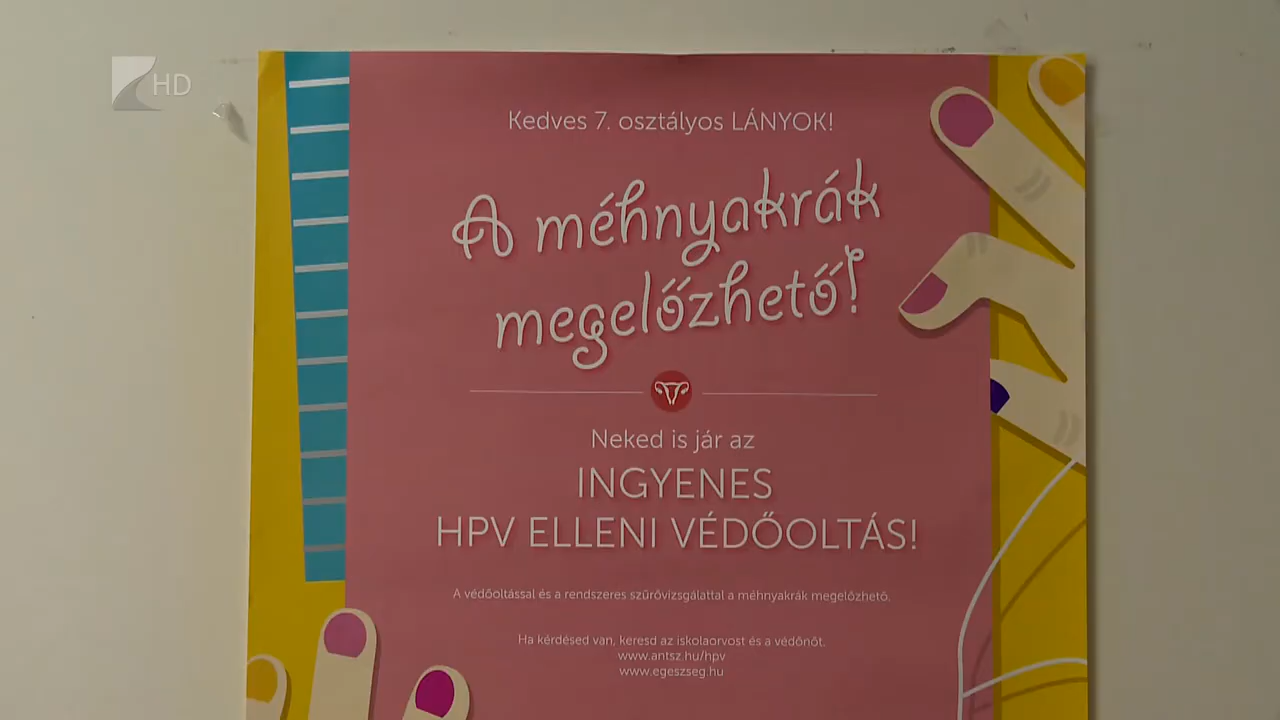 HD
Kedves 7. osztályos LÁNYOK!
A méhnyakrák
megelőzhető!
Neked is jár az
INGYENES
HPV ELLENI VÉDŐOLTÁS!
A védőoltással és a rendszeres szűrővizsgálattal a méhnyakrák megelőzhető.
Ha kérdésed van, keresd az iskolaorvost és a védőnőt.
www.antsz.hu/hpv
www.egeszseg.hu